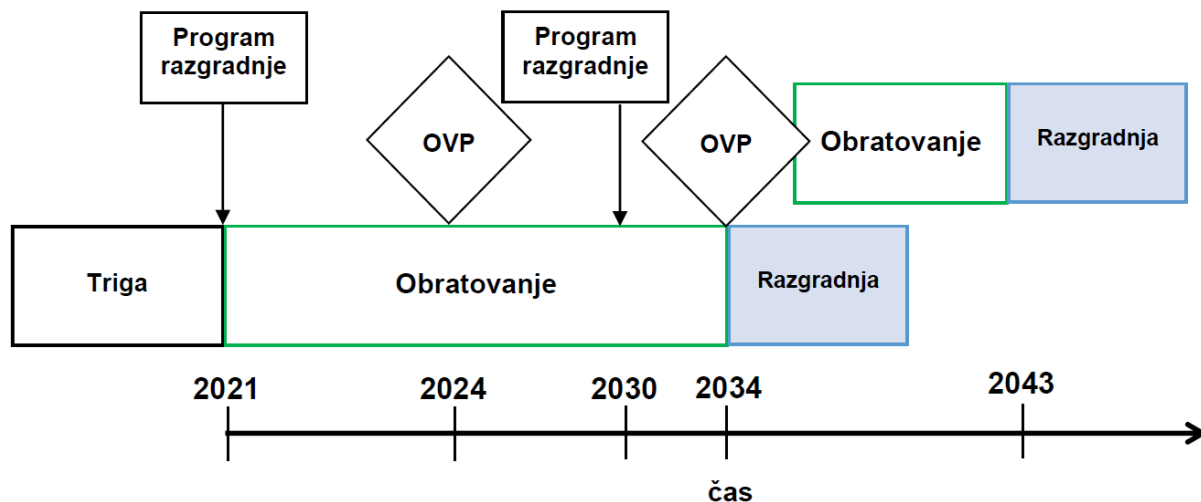 Program
razgradnje
Program
razgradnje
OVP
OVP
Obratovanje
Razgradnja
Triga
Obratovanje
Razgradnja
2021
2024
2030
2034
2043
čas